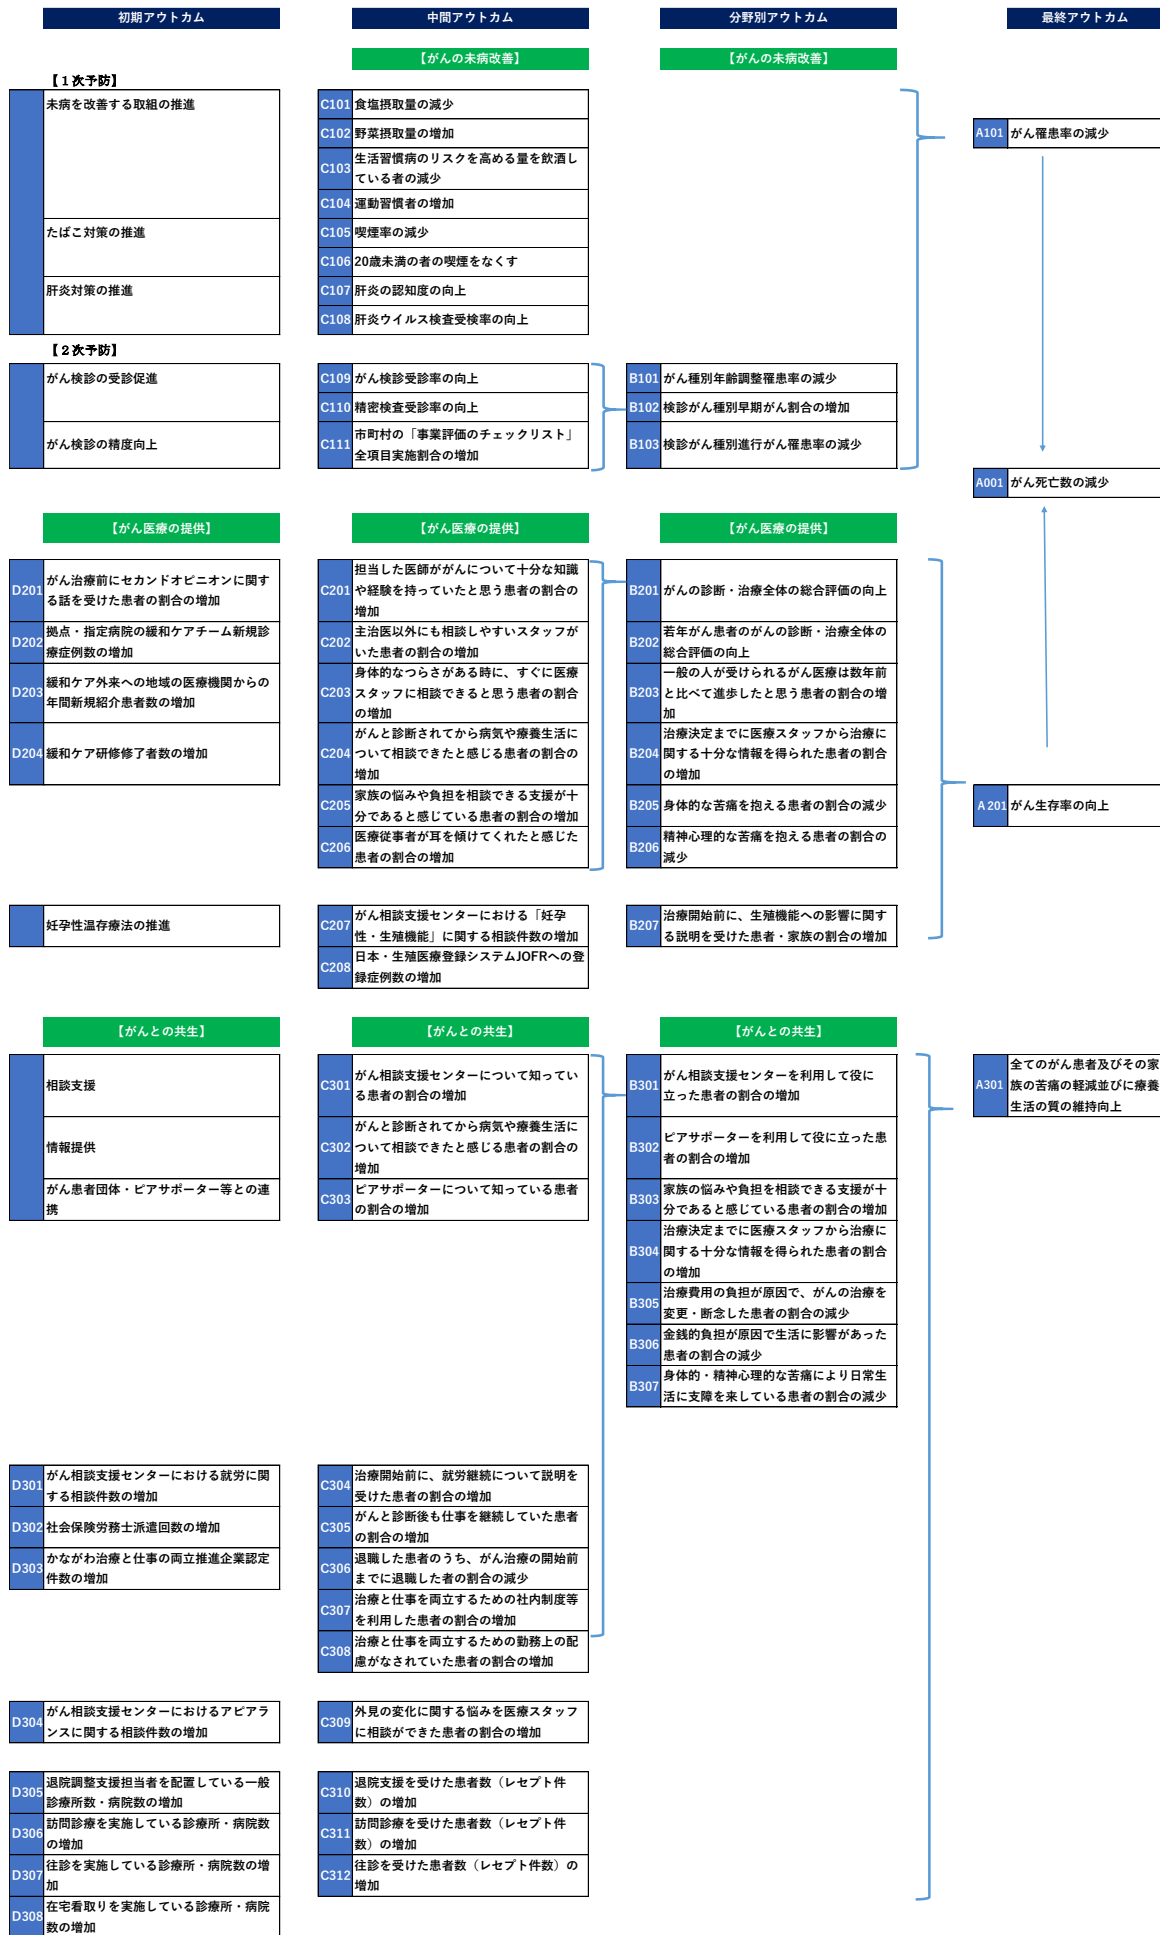 初期アウトカム
中間アウトカム
分野別アウトカム
最終アウトカム
【がんの未病改善】
【がんの未病改善】
【１次予防】
未病を改善する取組の推進
たばこ対策の推進
肝炎対策の推進
C101 食塩摂取量の減少
C102 野菜摂取量の増加
C103 生活習慣病のリスクを高める量を飲酒し
ている者の減少
C104 運動習慣者の増加
C105 喫煙率の減少
C106 20歳未満の者の喫煙をなくす
C107 肝炎の認知度の向上
C108 肝炎ウイルス検査受検率の向上
A101 がん罹患率の減少
【２次予防】
がん検診の受診促進
がん検診の精度向上
C109 がん検診受診率の向上
C110 精密検査受診率の向上
C111 市町村の「事業評価のチェックリスト」
全項目実施割合の増加
B101 がん種別年齢調整罹患率の減少
B102 検診がん種別早期がん割合の増加
B103 検診がん種別進行がん罹患率の減少
A001 がん死亡数の減少
【がん医療の提供】
【がん医療の提供】
【がん医療の提供】
D201 がん治療前にセカンドオピニオンに関す
る話を受けた患者の割合の増加
D202 拠点・指定病院の緩和ケアチーム新規診
療症例数の増加
D203 緩和ケア外来への地域の医療機関からの
年間新規紹介患者数の増加
D204 緩和ケア研修修了者数の増加
C201 担当した医師ががんについて十分な知識
や経験を持っていたと思う患者の割合の
増加
C202 主治医以外にも相談しやすいスタッフが
いた患者の割合の増加
C203 身体的なつらさがある時に、すぐに医療
スタッフに相談できると思う患者の割合
の増加
C204 がんと診断されてから病気や療養生活に
ついて相談できたと感じる患者の割合の
増加
C205 家族の悩みや負担を相談できる支援が十
分であると感じている患者の割合の増加
C206 医療従事者が耳を傾けてくれたと感じた
患者の割合の増加
B201 がんの診断・治療全体の総合評価の向上
B202 若年がん患者のがんの診断・治療全体の
総合評価の向上
B203 一般の人が受けられるがん医療は数年前
と比べて進歩したと思う患者の割合の増
加
B204 治療決定までに医療スタッフから治療に
関する十分な情報を得られた患者の割合
の増加
B205 身体的な苦痛を抱える患者の割合の減少
B206 精神心理的な苦痛を抱える患者の割合の
減少
A201 がん生存率の向上
妊孕性温存療法の推進
C207 がん相談支援センターにおける「妊孕
性・生殖機能」に関する相談件数の増加
C208 日本・生殖医療登録システムJOFRへの登
録症例数の増加
B207 治療開始前に、生殖機能への影響に関す
る説明を受けた患者・家族の割合の増加
【がんとの共生】
【がんとの共生】
【がんとの共生】
相談支援
情報提供
がん患者団体・ピアサポーター等との連
携
C301 がん相談支援センターについて知ってい
る患者の割合の増加
C302 がんと診断されてから病気や療養生活に
ついて相談できたと感じる患者の割合の
増加
C303 ピアサポーターについて知っている患者
の割合の増加
B301 がん相談支援センターを利用して役に
立った患者の割合の増加
B302 ピアサポーターを利用して役に立った患
者の割合の増加
B303 家族の悩みや負担を相談できる支援が十
分であると感じている患者の割合の増加
B304 治療決定までに医療スタッフから治療に
関する十分な情報を得られた患者の割合
の増加
B305 治療費用の負担が原因で、がんの治療を
変更・断念した患者の割合の減少
B306 金銭的負担が原因で生活に影響があった
患者の割合の減少
B307 身体的・精神心理的な苦痛により日常生
活に支障を来している患者の割合の減少
A301 全てのがん患者及びその家
族の苦痛の軽減並びに療養
生活の質の維持向上
D301 がん相談支援センターにおける就労に関
する相談件数の増加
D302 社会保険労務士派遣回数の増加
D303 かながわ治療と仕事の両立推進企業認定
件数の増加
C304 治療開始前に、就労継続について説明を
受けた患者の割合の増加
C305 がんと診断後も仕事を継続していた患者
の割合の増加
C306 退職した患者のうち、がん治療の開始前
までに退職した者の割合の減少
C307 治療と仕事を両立するための社内制度等
を利用した患者の割合の増加
C308 治療と仕事を両立するための勤務上の配
慮がなされていた患者の割合の増加
D304 がん相談支援センターにおけるアピアラ
ンスに関する相談件数の増加
C309 外見の変化に関する悩みを医療スタッフ
に相談ができた患者の割合の増加
D305 退院調整支援担当者を配置している一般
診療所数・病院数の増加
D306 訪問診療を実施している診療所・病院数
の増加
D307 往診を実施している診療所・病院数の増
加
D308 在宅看取りを実施している診療所・病院
数の増加
C310 退院支援を受けた患者数（レセプト件
数）の増加
C311 訪問診療を受けた患者数（レセプト件
数）の増加
C312 往診を受けた患者数（レセプト件数）の
増加